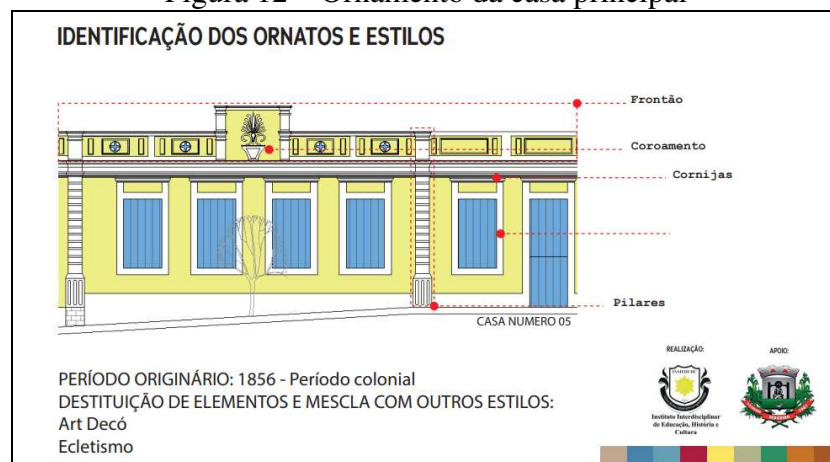 Figura 12 – Ornamento da casa principal
IDENTIFICAÇÃO DOS ORNATOS E ESTILOS
Frontão
Coroamento
Cornijas
Pilares
CASA NUMERO 05
PERÍODO ORIGINÁRIO: 1856 - Período colonial
DESTITUIÇÃO DE ELEMENTOS E MESCLA COM OUTROS ESTILOS:
Art Decó
Ecletismo
REALIZAÇÃO:
Instituto Interdisciplinar
de Educação, História e
Cultura
APOIO: